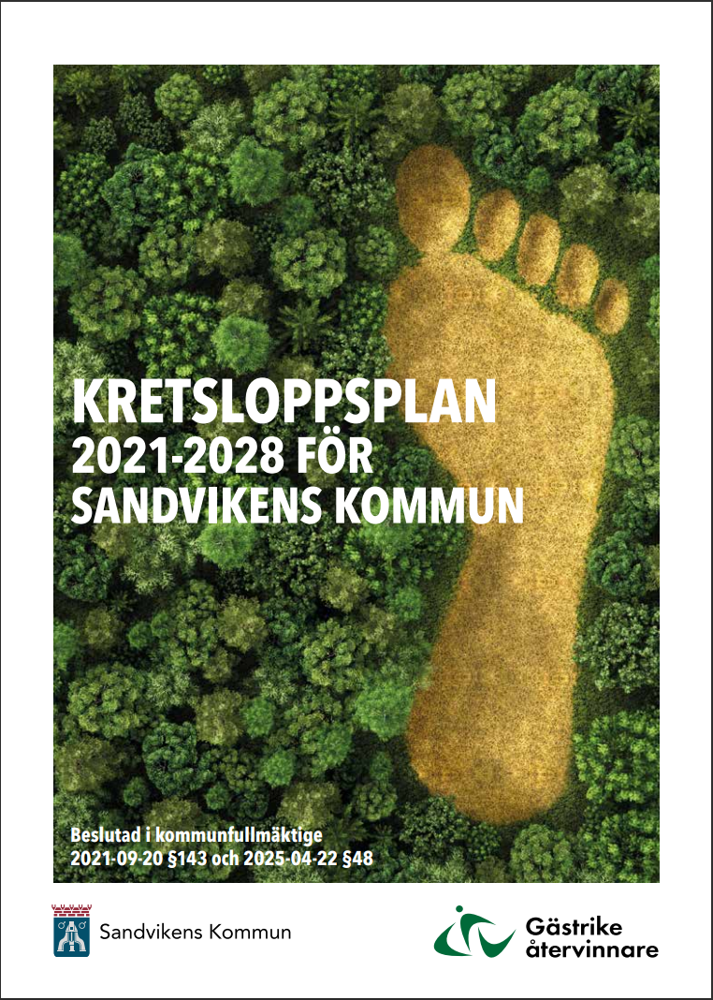 KRETSLOPPSPLAN
2021-2028 FÖR
SANDVIKENS KOMMUN
Beslutad i kommunfullmäktige
2021-09-20 §143 och 2025-04-22 §48
Sandvikens Kommun
Gästrike
återvinnare